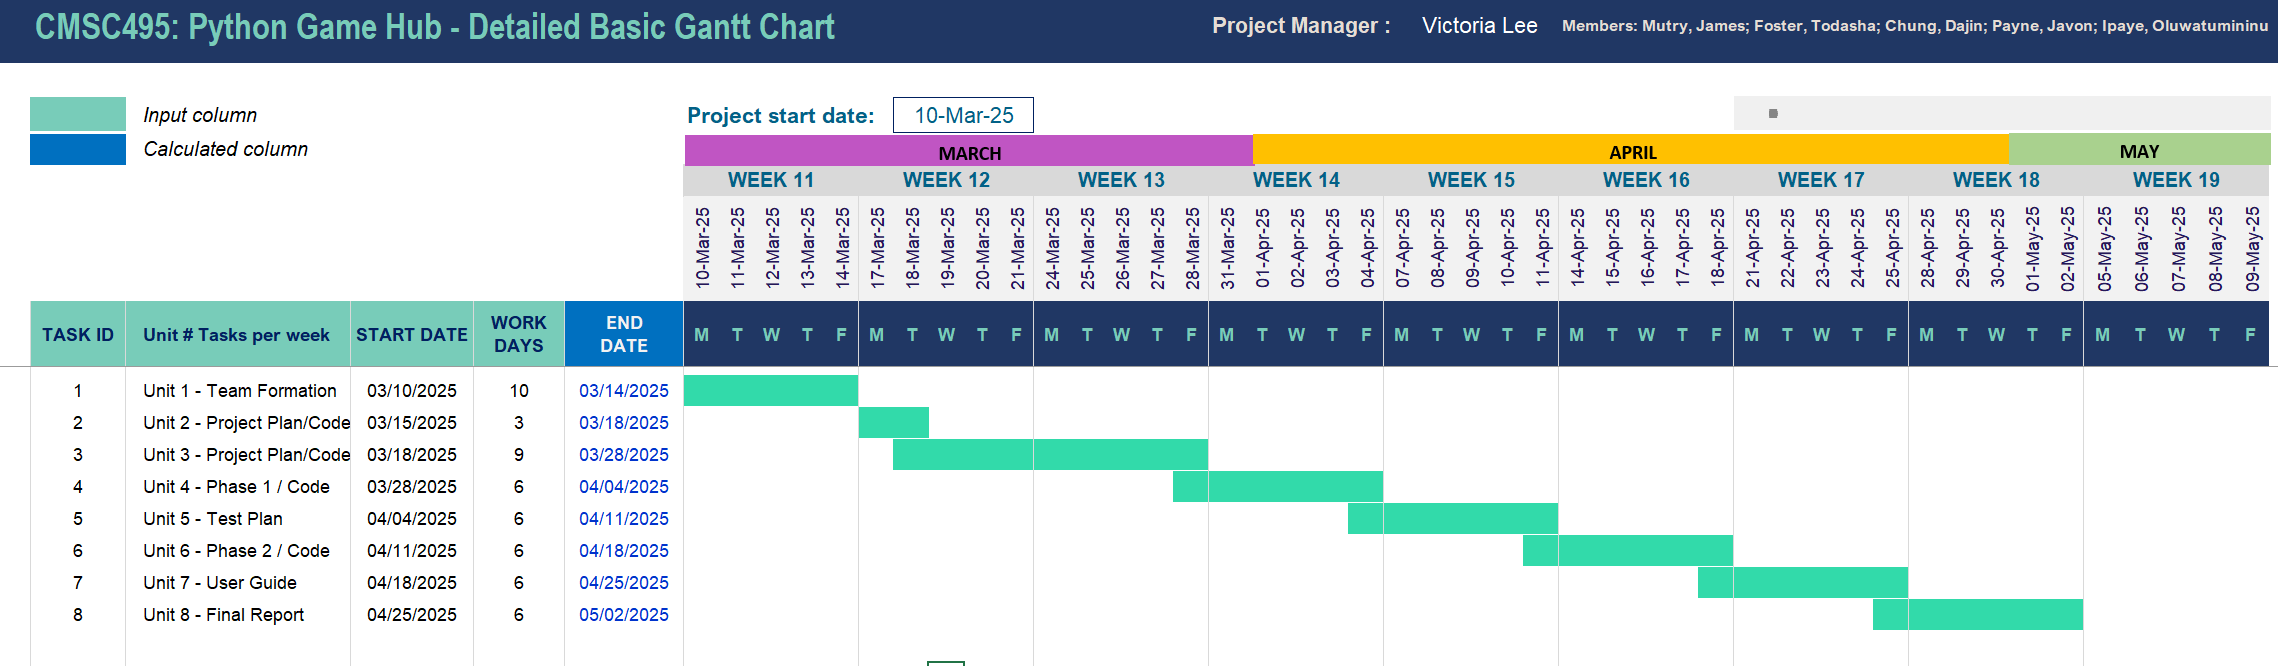 CMSC495: Python Game Hub - Detailed Basic Gantt Chart Project Manager : Victoria Lee Members: Mutry, James; Foster, Todasha; Chung, Dajin; Payne, Javon; Ipaye, Oluwatumininu
Input column Project start date: 10-Mar-25
Calculated column
MARCH APRIL MAY
WEEK 11 WEEK 12 WEEK 13 WEEK 14 WEEK 15 WEEK 16 WEEK 17 WEEK 18 WEEK 19
10-Mar-25 11-Mar-25 12-Mar-25 13-Mar-25 14-Mar-25 17-Mar-25 18-Mar-25 19-Mar-25 20-Mar-25 21-Mar-25 24-Mar-25 25-Mar-25 26-Mar-25 27-Mar-25 28-Mar-25 31-Mar-25 01-Apr-25 02-Apr-25 03-Apr-25 04-Apr-25 07-Apr-25 08-Apr-25 09-Apr-25 10-Apr-25 11-Apr-25 14-Apr-25 15-Apr-25 16-Apr-25 17-Apr-25 18-Apr-25 21-Apr-25 22-Apr-25 23-Apr-25 24-Apr-25 25-Apr-25 28-Apr-25 29-Apr-25 30-Apr-25 01-May-25 02-May-25 05-May-25 06-May-25 07-May-25 08-May-25 09-May-25
TASK ID Unit # Tasks per week START DATE WORK DAYS END DATE M T W T F M T W T F M T W T F M T W T F M T W T F M T W T F M T W T F M T W T F M T W T F
1 Unit 1 - Team Formation 03/10/2025 10 03/14/2025
2 Unit 2 - Project Plan/Code 03/15/2025 3 03/18/2025
3 Unit 3 - Project Plan/Code 03/18/2025 9 03/28/2025
4 Unit 4 - Phase 1 / Code 03/28/2025 6 04/04/2025
5 Unit 5 - Test Plan 04/04/2025 6 04/11/2025
6 Unit 6 - Phase 2 / Code 04/11/2025 6 04/18/2025
7 Unit 7 - User Guide 04/18/2025 6 04/25/2025
8 Unit 8 - Final Report 04/25/2025 6 05/02/2025